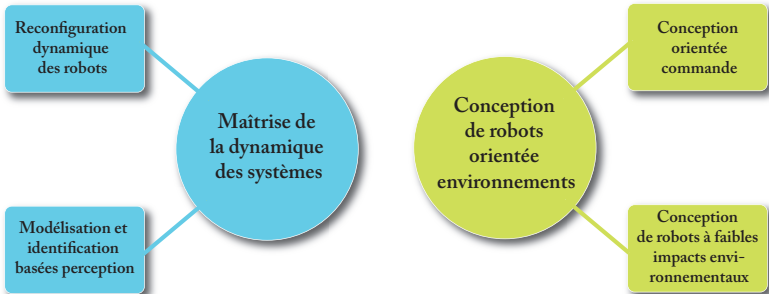 Reconfiguration
dynamique
des robots
Maîtrise de
la dynamique
des systèmes
Modélisation et
identification
basées perception
Conception
orientée
commande
Conception
de robots
orientée
environnements
Conception
de robots à faibles
impacts envi-
ronnementaux